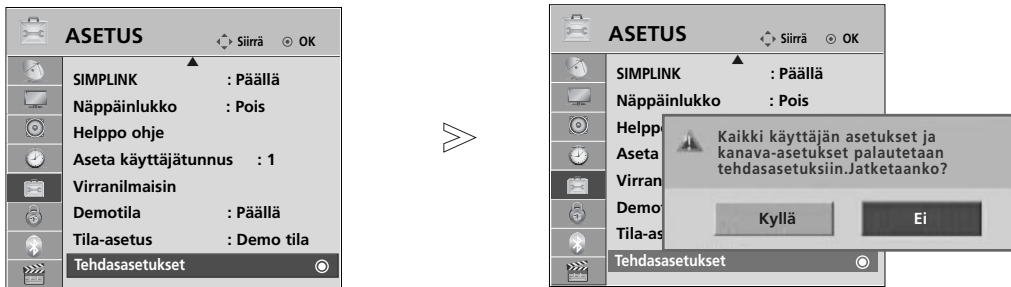 ASETUS
Siirrä OK
SIMPLINK : Päällä
Näppäinlukko : Pois
Helppo ohje
Aseta käyttäjätunnus : 1
Virranilmaisin
Demotila : Päällä
Tila-asetus : Demo tila
Tehdasasetukset
ASETUS
Siirrä OK
SIMPLINK : Päällä
Näppäinlukko : Pois
Helpp
Aseta
Virran
Demo
Tila-as
Tehdasasetukset
Kaikki käyttäjän asetukset ja
kanava-asetukset palautetaan
tehdasasetuksiin.Jatketaanko?
Kyllä Ei